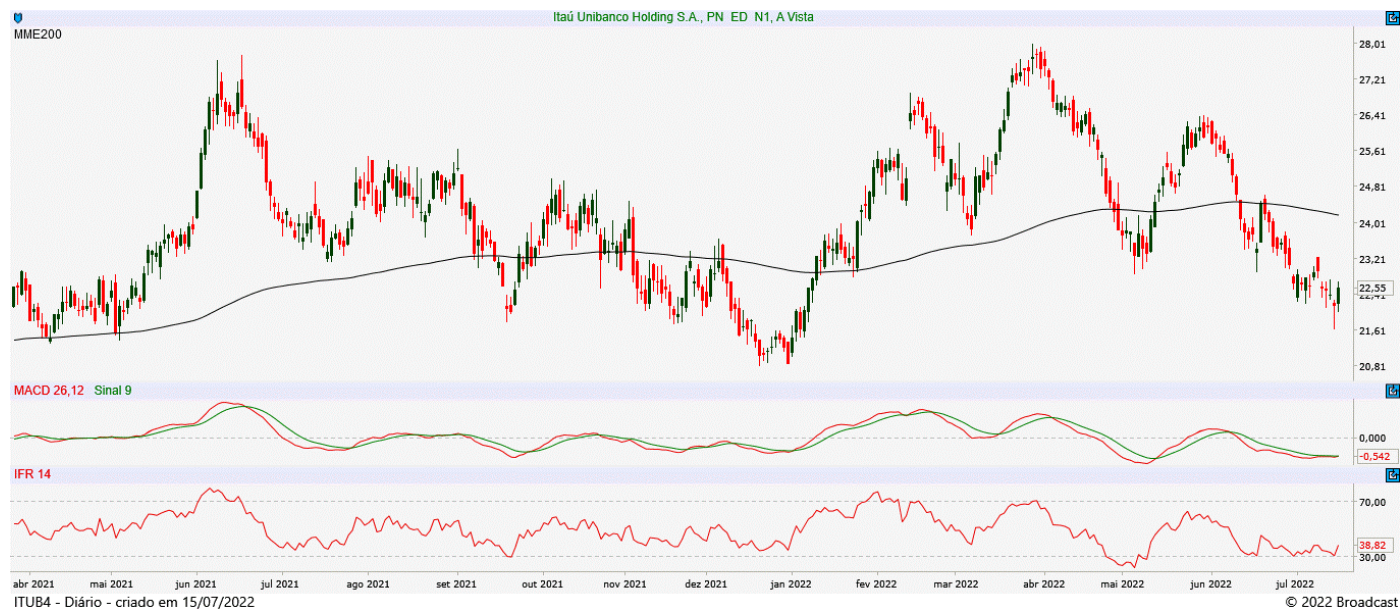 Itaú Unibanco Holding S.A., PN ED N1, A Vista
MME200
28,01
27,21
26,41
25,61
24,81
24,01
23,21
22,55
22,41
21,61
20,81
MACD 26,12 Sinal 9
0,000
-0,542
IFR 14
70,00
38,82
30,00
abr 2021 mai 2021 jun 2021 jul 2021 ago 2021 set 2021 out 2021 nov 2021 dez 2021 jan 2022 fev 2022 mar 2022 abr 2022 mai 2022 jun 2022 jul 2022
ITUB4 - Diário - criado em 15/07/2022 © 2022 Broadcast